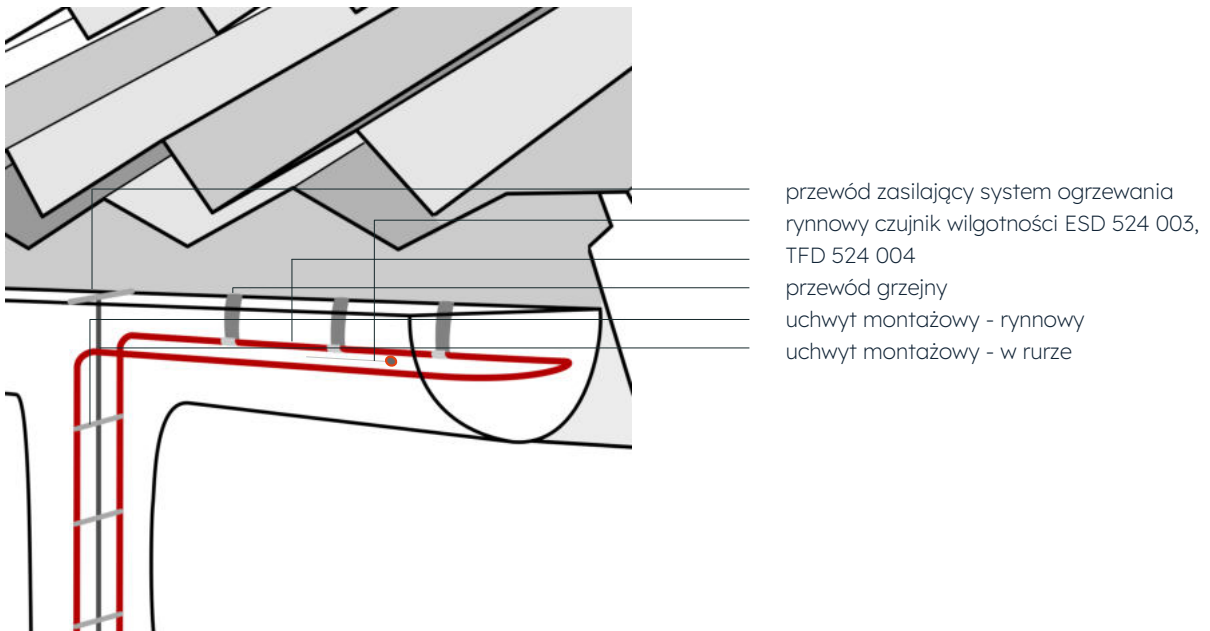 przewód zasilający system ogrzewania
rynnowy czujnik wilgotności ESD 524 003,
TFD 524 004
przewód grzejny
uchwyt montażowy - rynnowy
uchwyt montażowy - w rurze